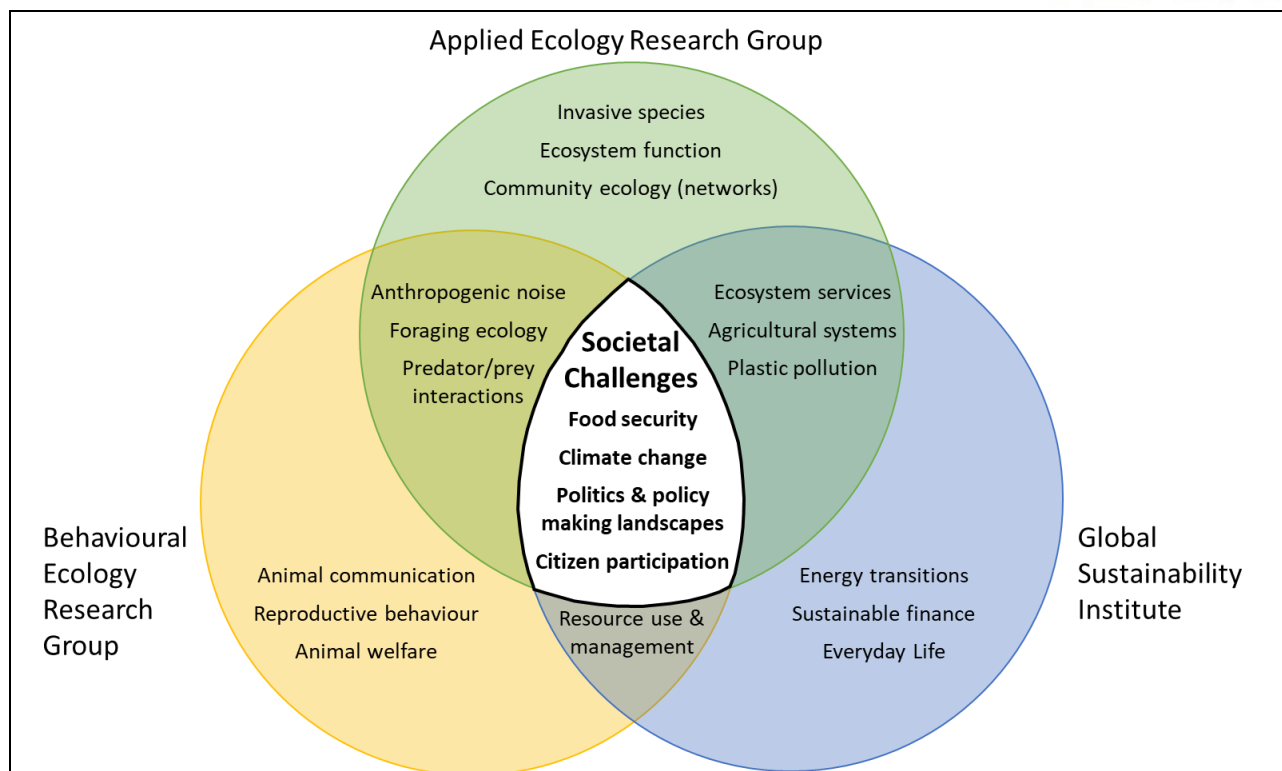 Applied Ecology Research Group
Invasive species
Ecosystem function
Community ecology (networks)
Anthropogenic noise
Foraging ecology
Predator/prey
interactions
Societal
Challenges
Food security
Climate change
Politics & policy
making landscapes
Citizen participation
Ecosystem services
Agricultural systems
Plastic pollution
Behavioural
Ecology
Research
Group
Animal communication
Reproductive behaviour
Animal welfare
Resource use &
management
Energy transitions
Sustainable finance
Everyday Life
Global
Sustainability
Institute